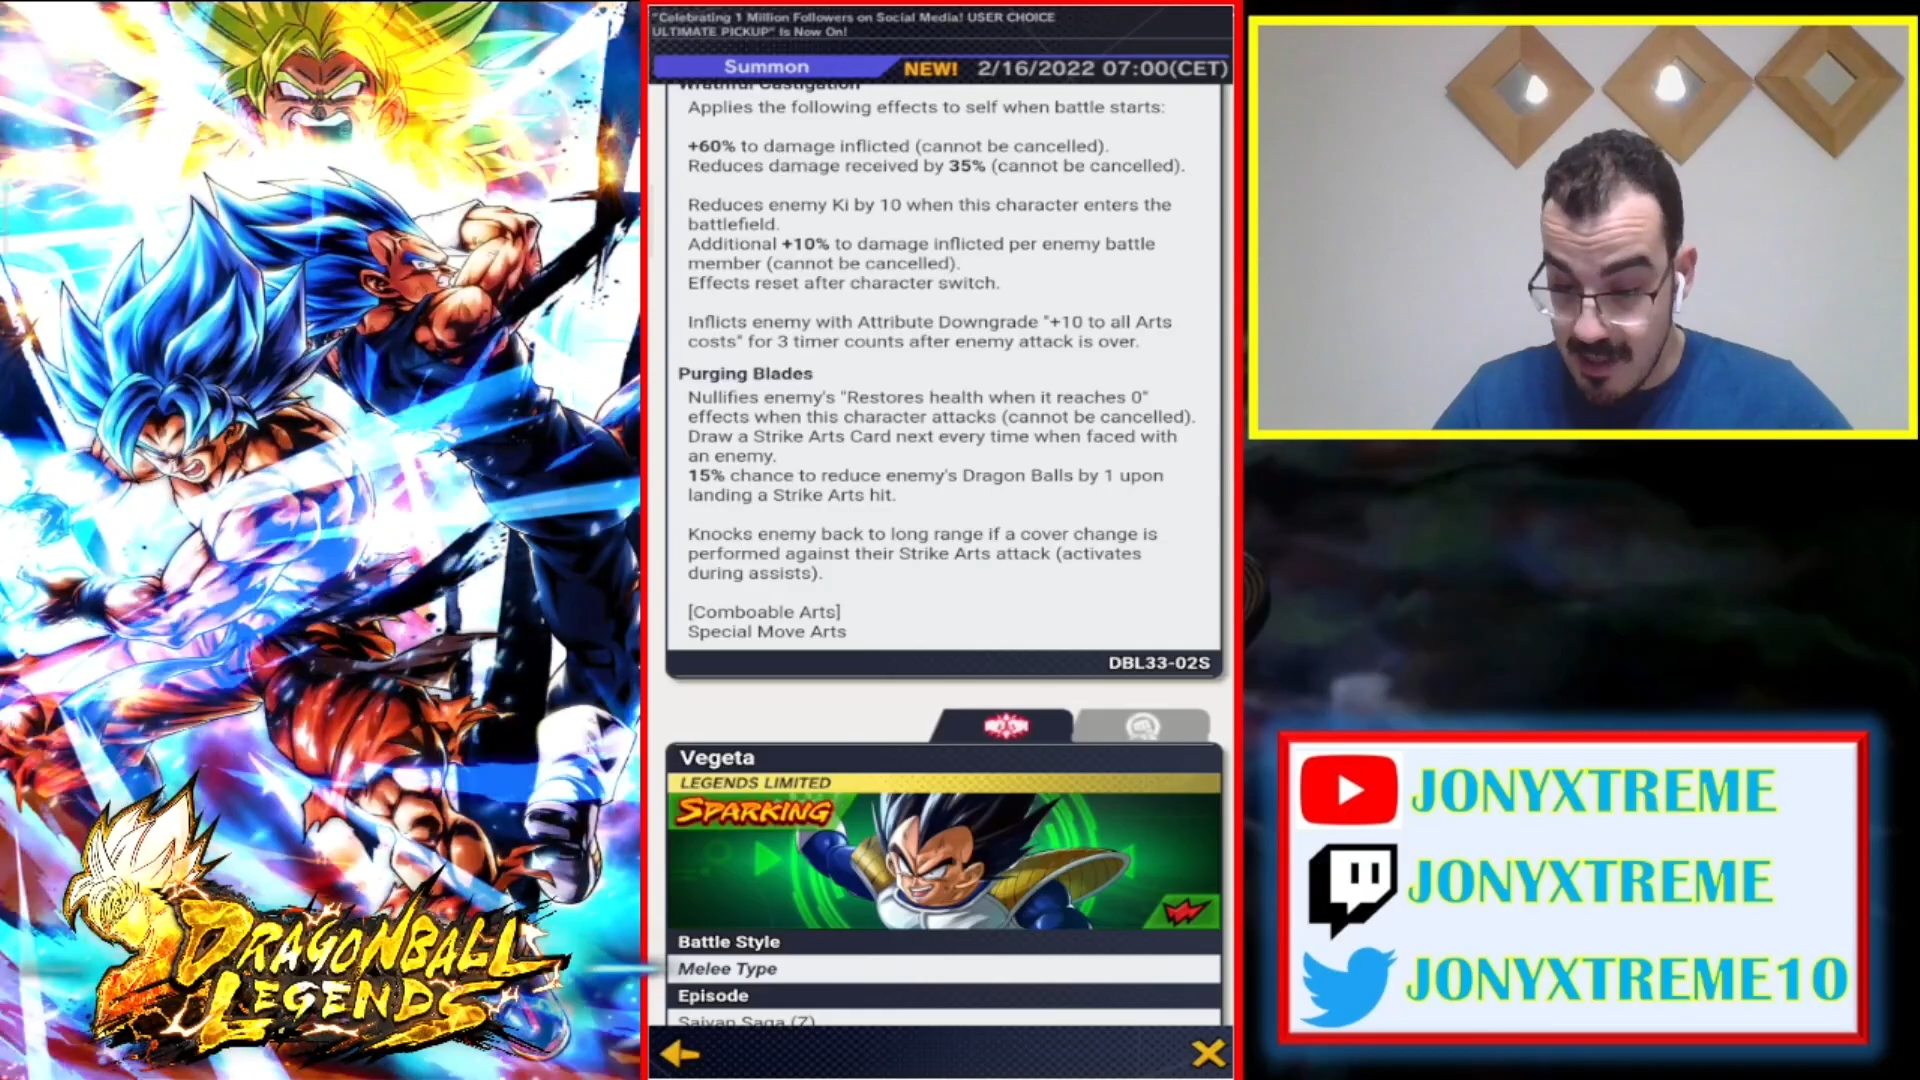 "Celebrating 1 Million Followers on Social Media! USER CHOICE
ULTIMATE PICKUP" Is Now On!
Summon NEW! 2/16/2022 07:00(CET)
Wrathful Castigation
Applies the following effects to self when battle starts:
+60% to damage inflicted (cannot be cancelled).
Reduces damage received by 35% (cannot be cancelled).
Reduces enemy Ki by 10 when this character enters the
battlefield.
Additional +10% to damage inflicted per enemy battle
member (cannot be cancelled).
Effects reset after character switch.
Inflicts enemy with Attribute Downgrade "+10 to all Arts
costs" for 3 timer counts after enemy attack is over.
Purging Blades
Nullifies enemy's "Restores health when it reaches 0"
effects when this character attacks (cannot be cancelled).
Draw a Strike Arts Card next every time when faced with
an enemy.
15% chance to reduce enemy's Dragon Balls by 1 upon
landing a Strike Arts hit.
Knocks enemy back to long range if a cover change is
performed against their Strike Arts attack (activates
during assists).
[Comboable Arts]
Special Move Arts
DBL33-02S
Vegeta
LEGENDS LIMITED
SPARKING
Battle Style
Melee Type
Episode
Saiyan Saga (Z)
DRAGONBALL
LEGENDS
JONYXTREME
JONYXTREME
JONYXTREME10